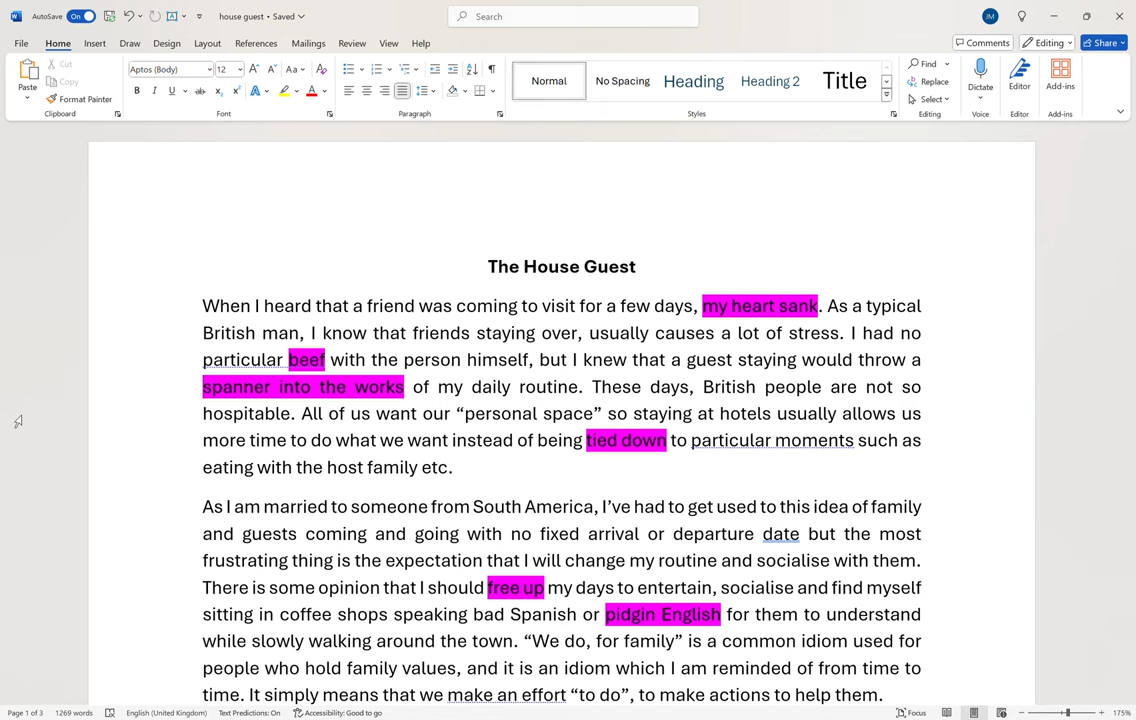 AutoSave On house guest • Saved Search JM
File Home Insert Draw Design Layout References Mailings Review View Help Comments Editing Share
Paste Cut Copy Format Painter
Aptos (Body) 12
Normal No Spacing Heading Heading 2 Title
Find Replace Select Dictate Editor Add-ins
Clipboard Font Paragraph Styles Editing Voice Editor Add-ins
The House Guest
When I heard that a friend was coming to visit for a few days, my heart sank. As a typical
British man, I know that friends staying over, usually causes a lot of stress. I had no
particular beef with the person himself, but I knew that a guest staying would throw a
spanner into the works of my daily routine. These days, British people are not so
hospitable. All of us want our “personal space” so staying at hotels usually allows us
more time to do what we want instead of being tied down to particular moments such as
eating with the host family etc.
As I am married to someone from South America, I’ve had to get used to this idea of family
and guests coming and going with no fixed arrival or departure date but the most
frustrating thing is the expectation that I will change my routine and socialise with them.
There is some opinion that I should free up my days to entertain, socialise and find myself
sitting in coffee shops speaking bad Spanish or pidgin English for them to understand
while slowly walking around the town. “We do, for family” is a common idiom used for
people who hold family values, and it is an idiom which I am reminded of from time to
time. It simply means that we make an effort “to do”, to make actions to help them.
Page 1 of 3 1269 words English (United Kingdom) Text Predictions: On Accessibility: Good to go Focus 175%